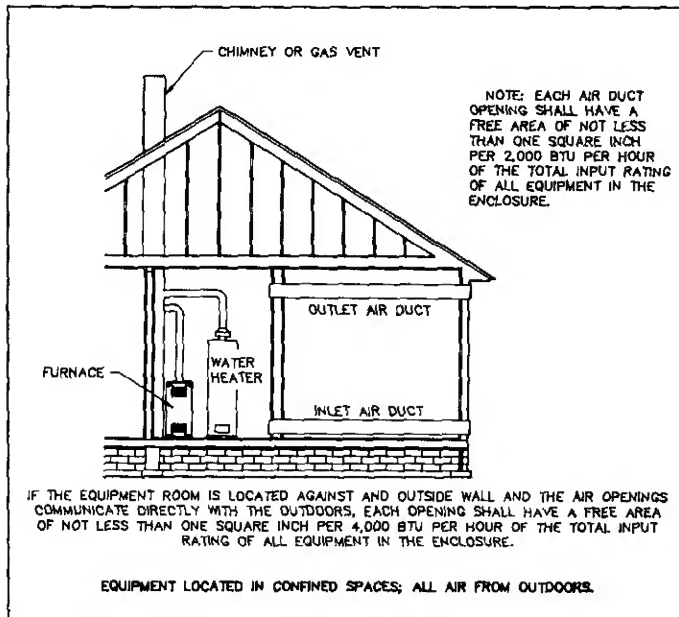 CHIMNEY OR GAS VENT
NOTE: EACH AIR DUCT
OPENING SHALL HAVE A
FREE AREA OF NOT LESS
THAN ONE SQUARE INCH
PER 2,000 BTU PER HOUR
OF THE TOTAL INPUT RATING
OF ALL EQUIPMENT IN THE
ENCLOSURE.
OUTLET AIR DUCT
FURNACE
WATER
HEATER
INLET AIR DUCT
IF THE EQUIPMENT ROOM IS LOCATED AGAINST AND OUTSIDE WALL AND THE AIR OPENINGS
COMMUNICATE DIRECTLY WITH THE OUTDOORS, EACH OPENING SHALL HAVE A FREE AREA
OF NOT LESS THAN ONE SQUARE INCH PER 4,000 BTU PER HOUR OF THE TOTAL INPUT
RATING OF ALL EQUIPMENT IN THE ENCLOSURE.
EQUIPMENT LOCATED IN CONFINED SPACES; ALL AIR FROM OUTDOORS.